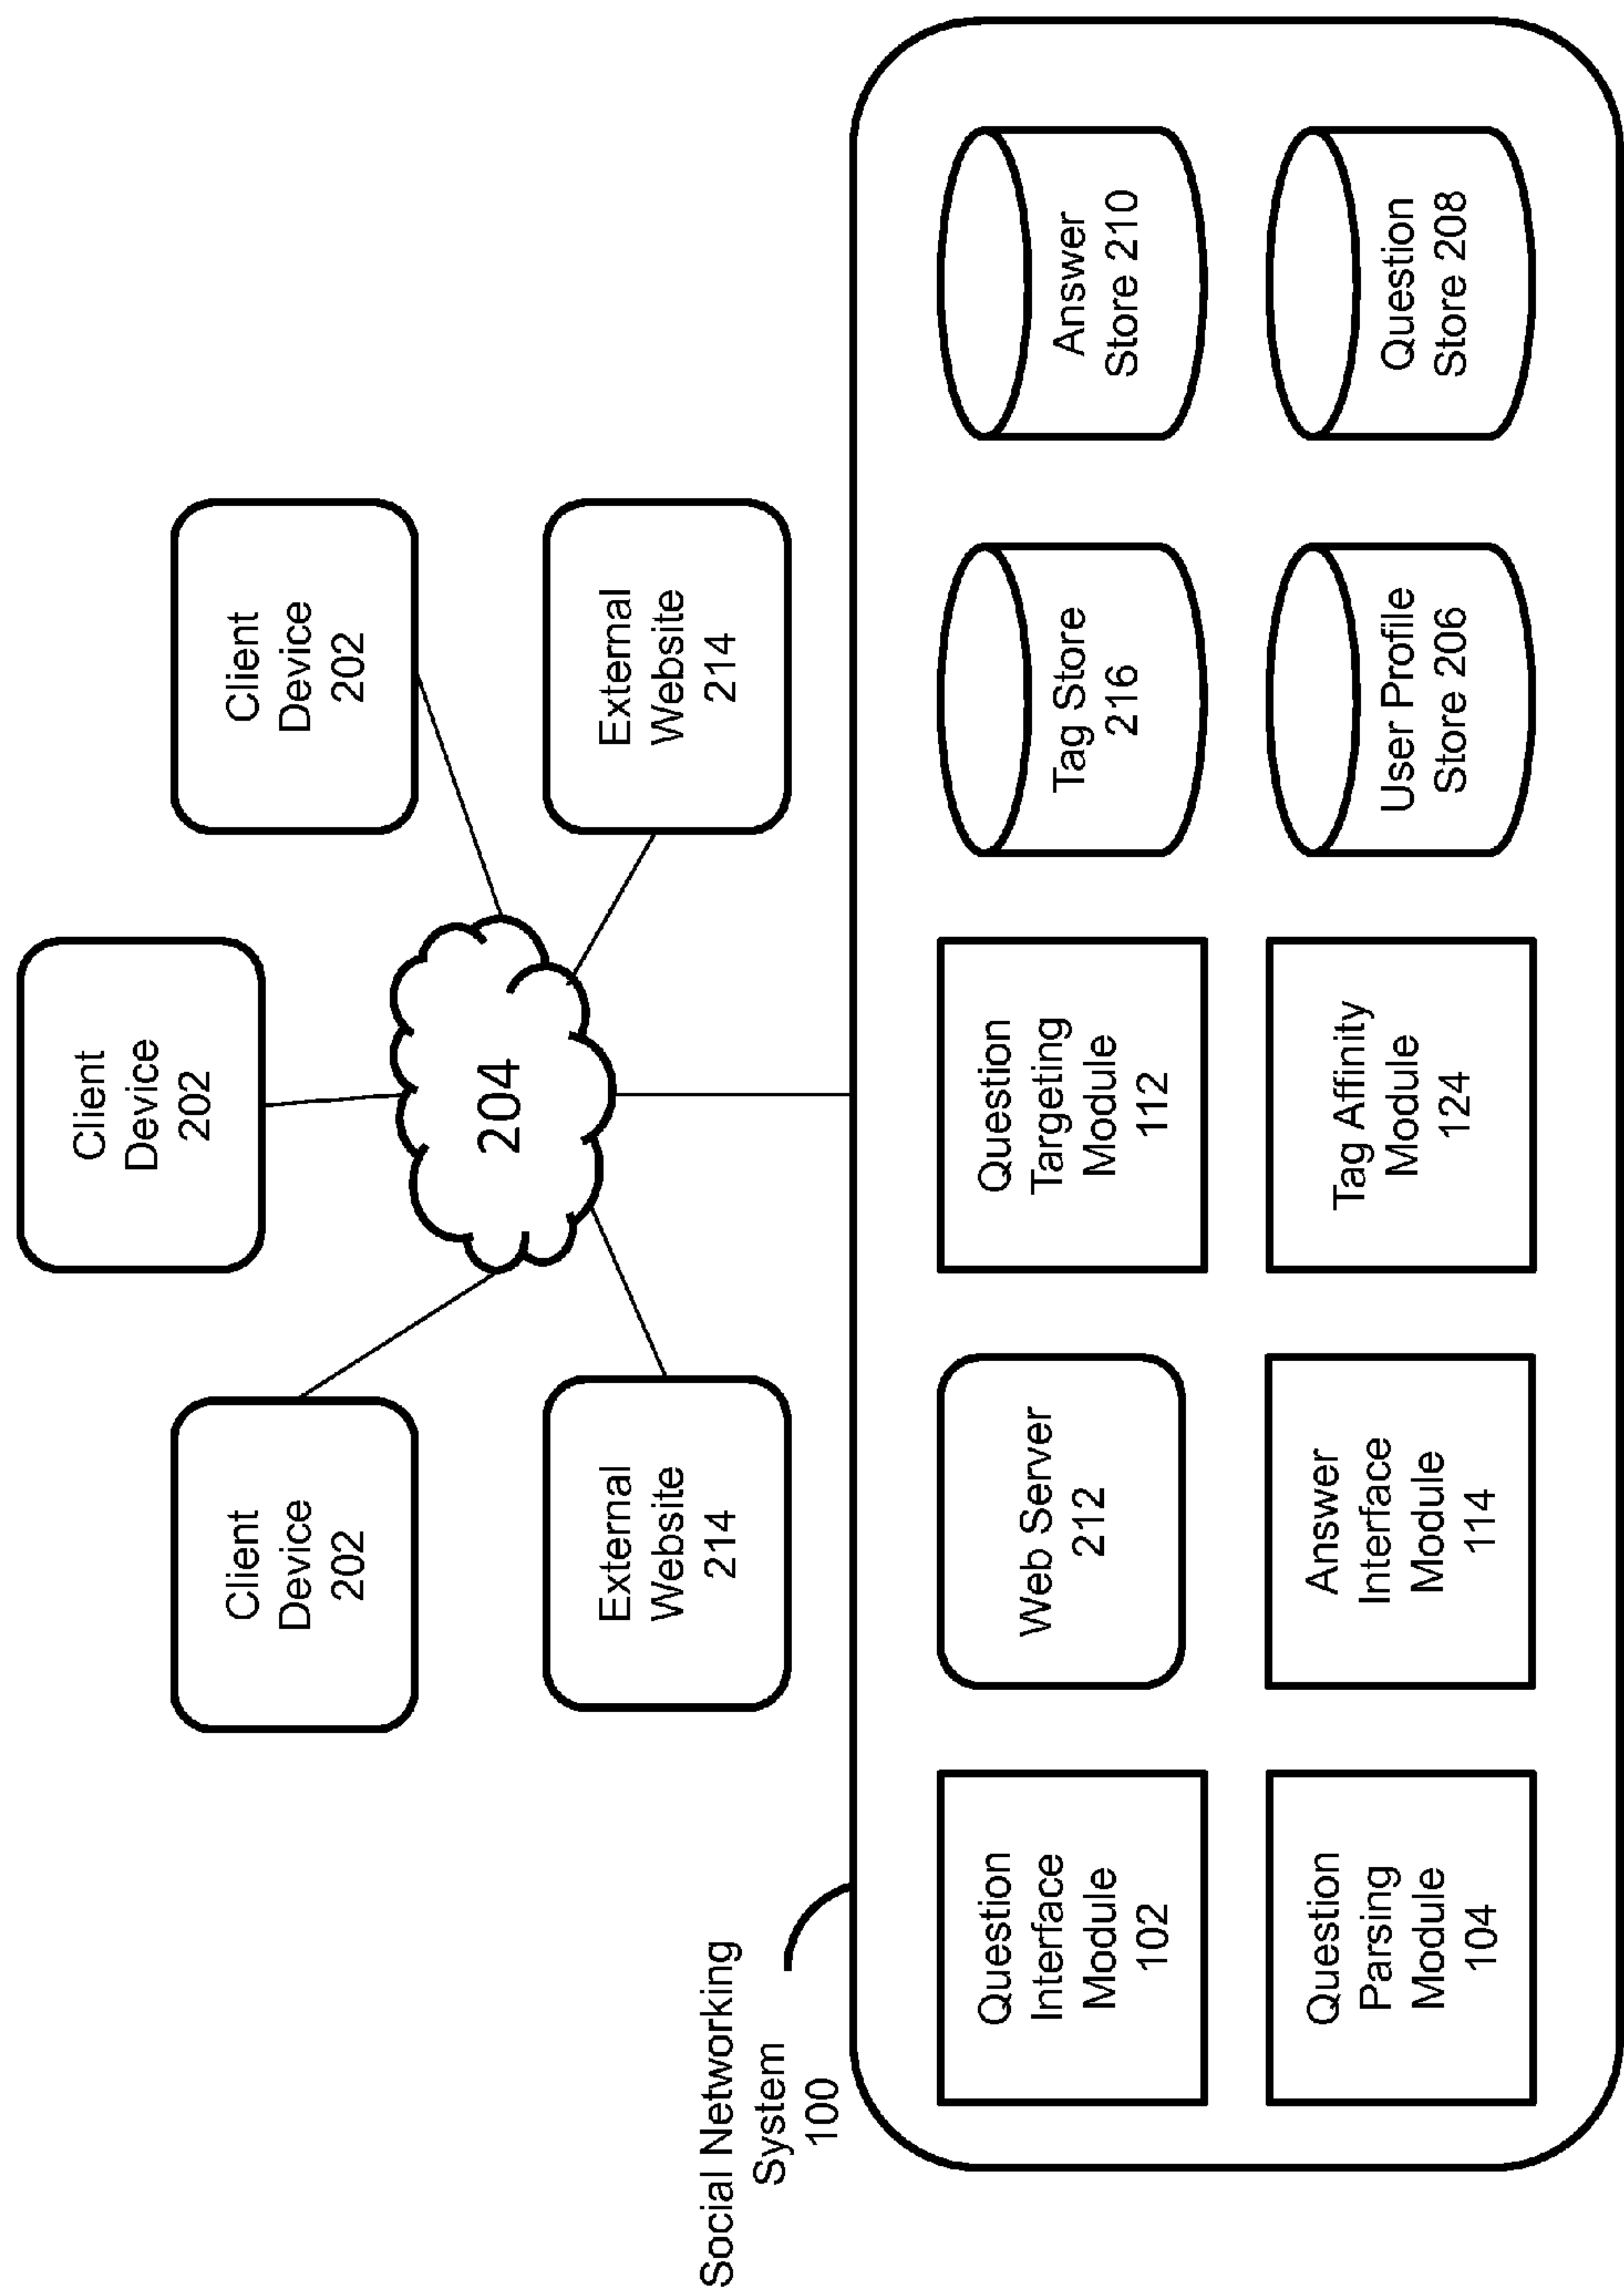 Client
Device
202
Client
Device
202
Client
Device
202
External
Website
214
204
External
Website
214
Social Networking
System
100
Question
Interface
Module
102
Web Server
212
Question
Targeting
Module
112
Tag Store
216
Answer
Store 210
Question
Parsing
Module
104
Answer
Interface
Module
114
Tag Affinity
Module
124
User Profile
Store 206
Question
Store 208